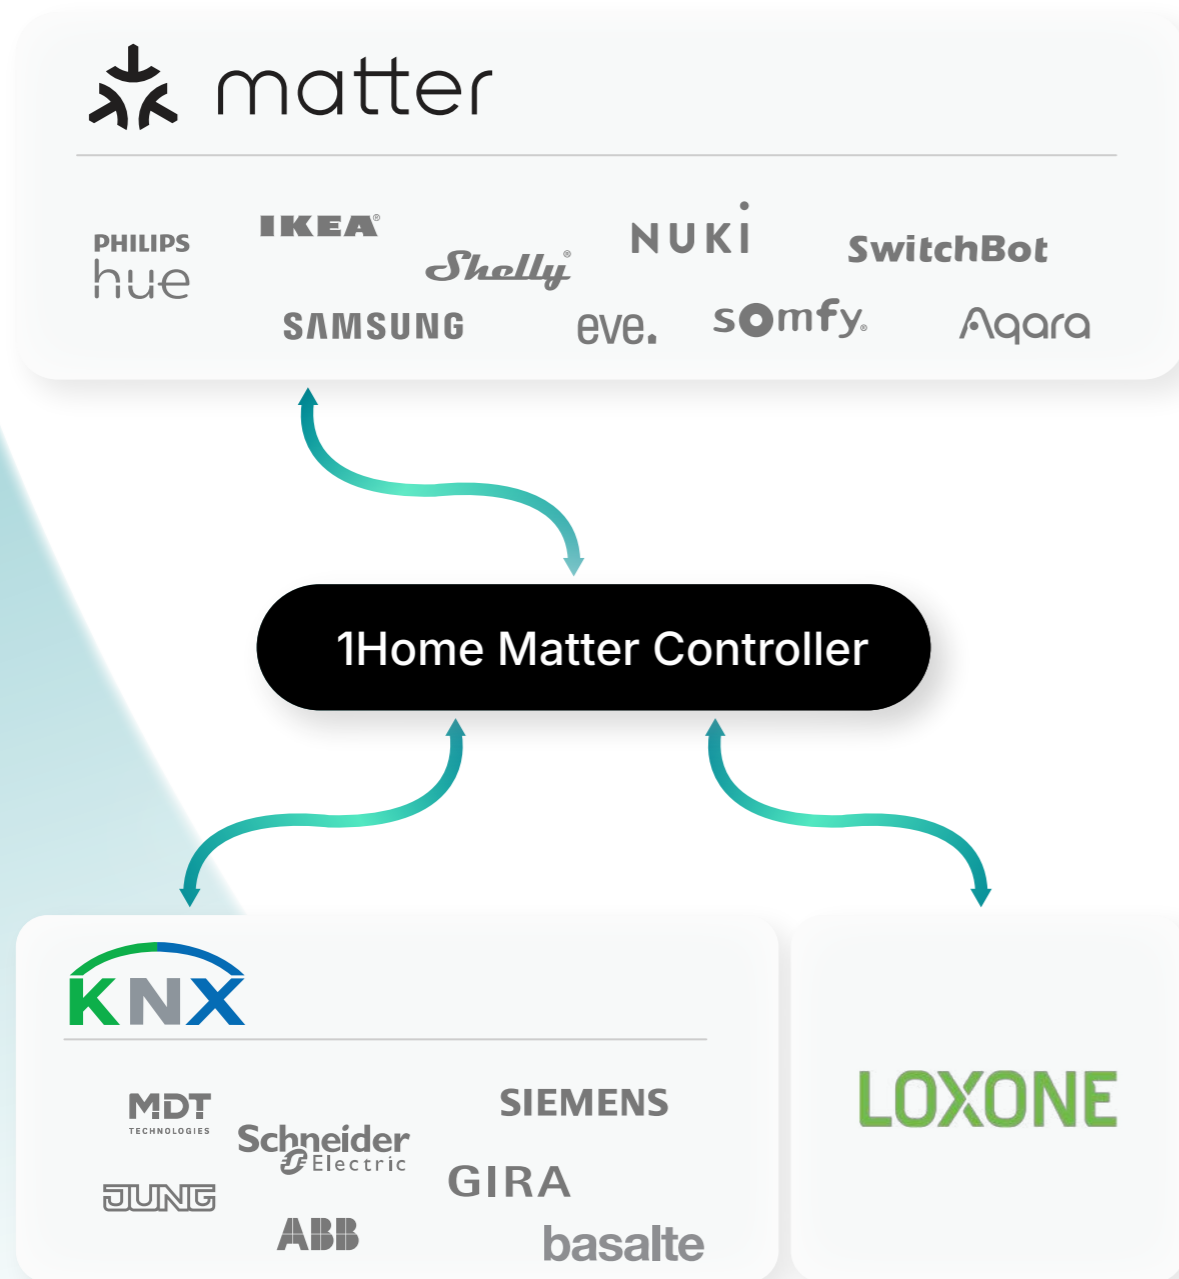 matter
PHILIPS
hue
IKEA®
Shelly®
NUKi
SwitchBot
SAMSUNG
eve.
somfy®
Aqara
1Home Matter Controller
KNX
MDT
TECHNOLOGIES
Schneider
Electric
SIEMENS
JUNG
GIRA
ABB
basalte
LOXONE